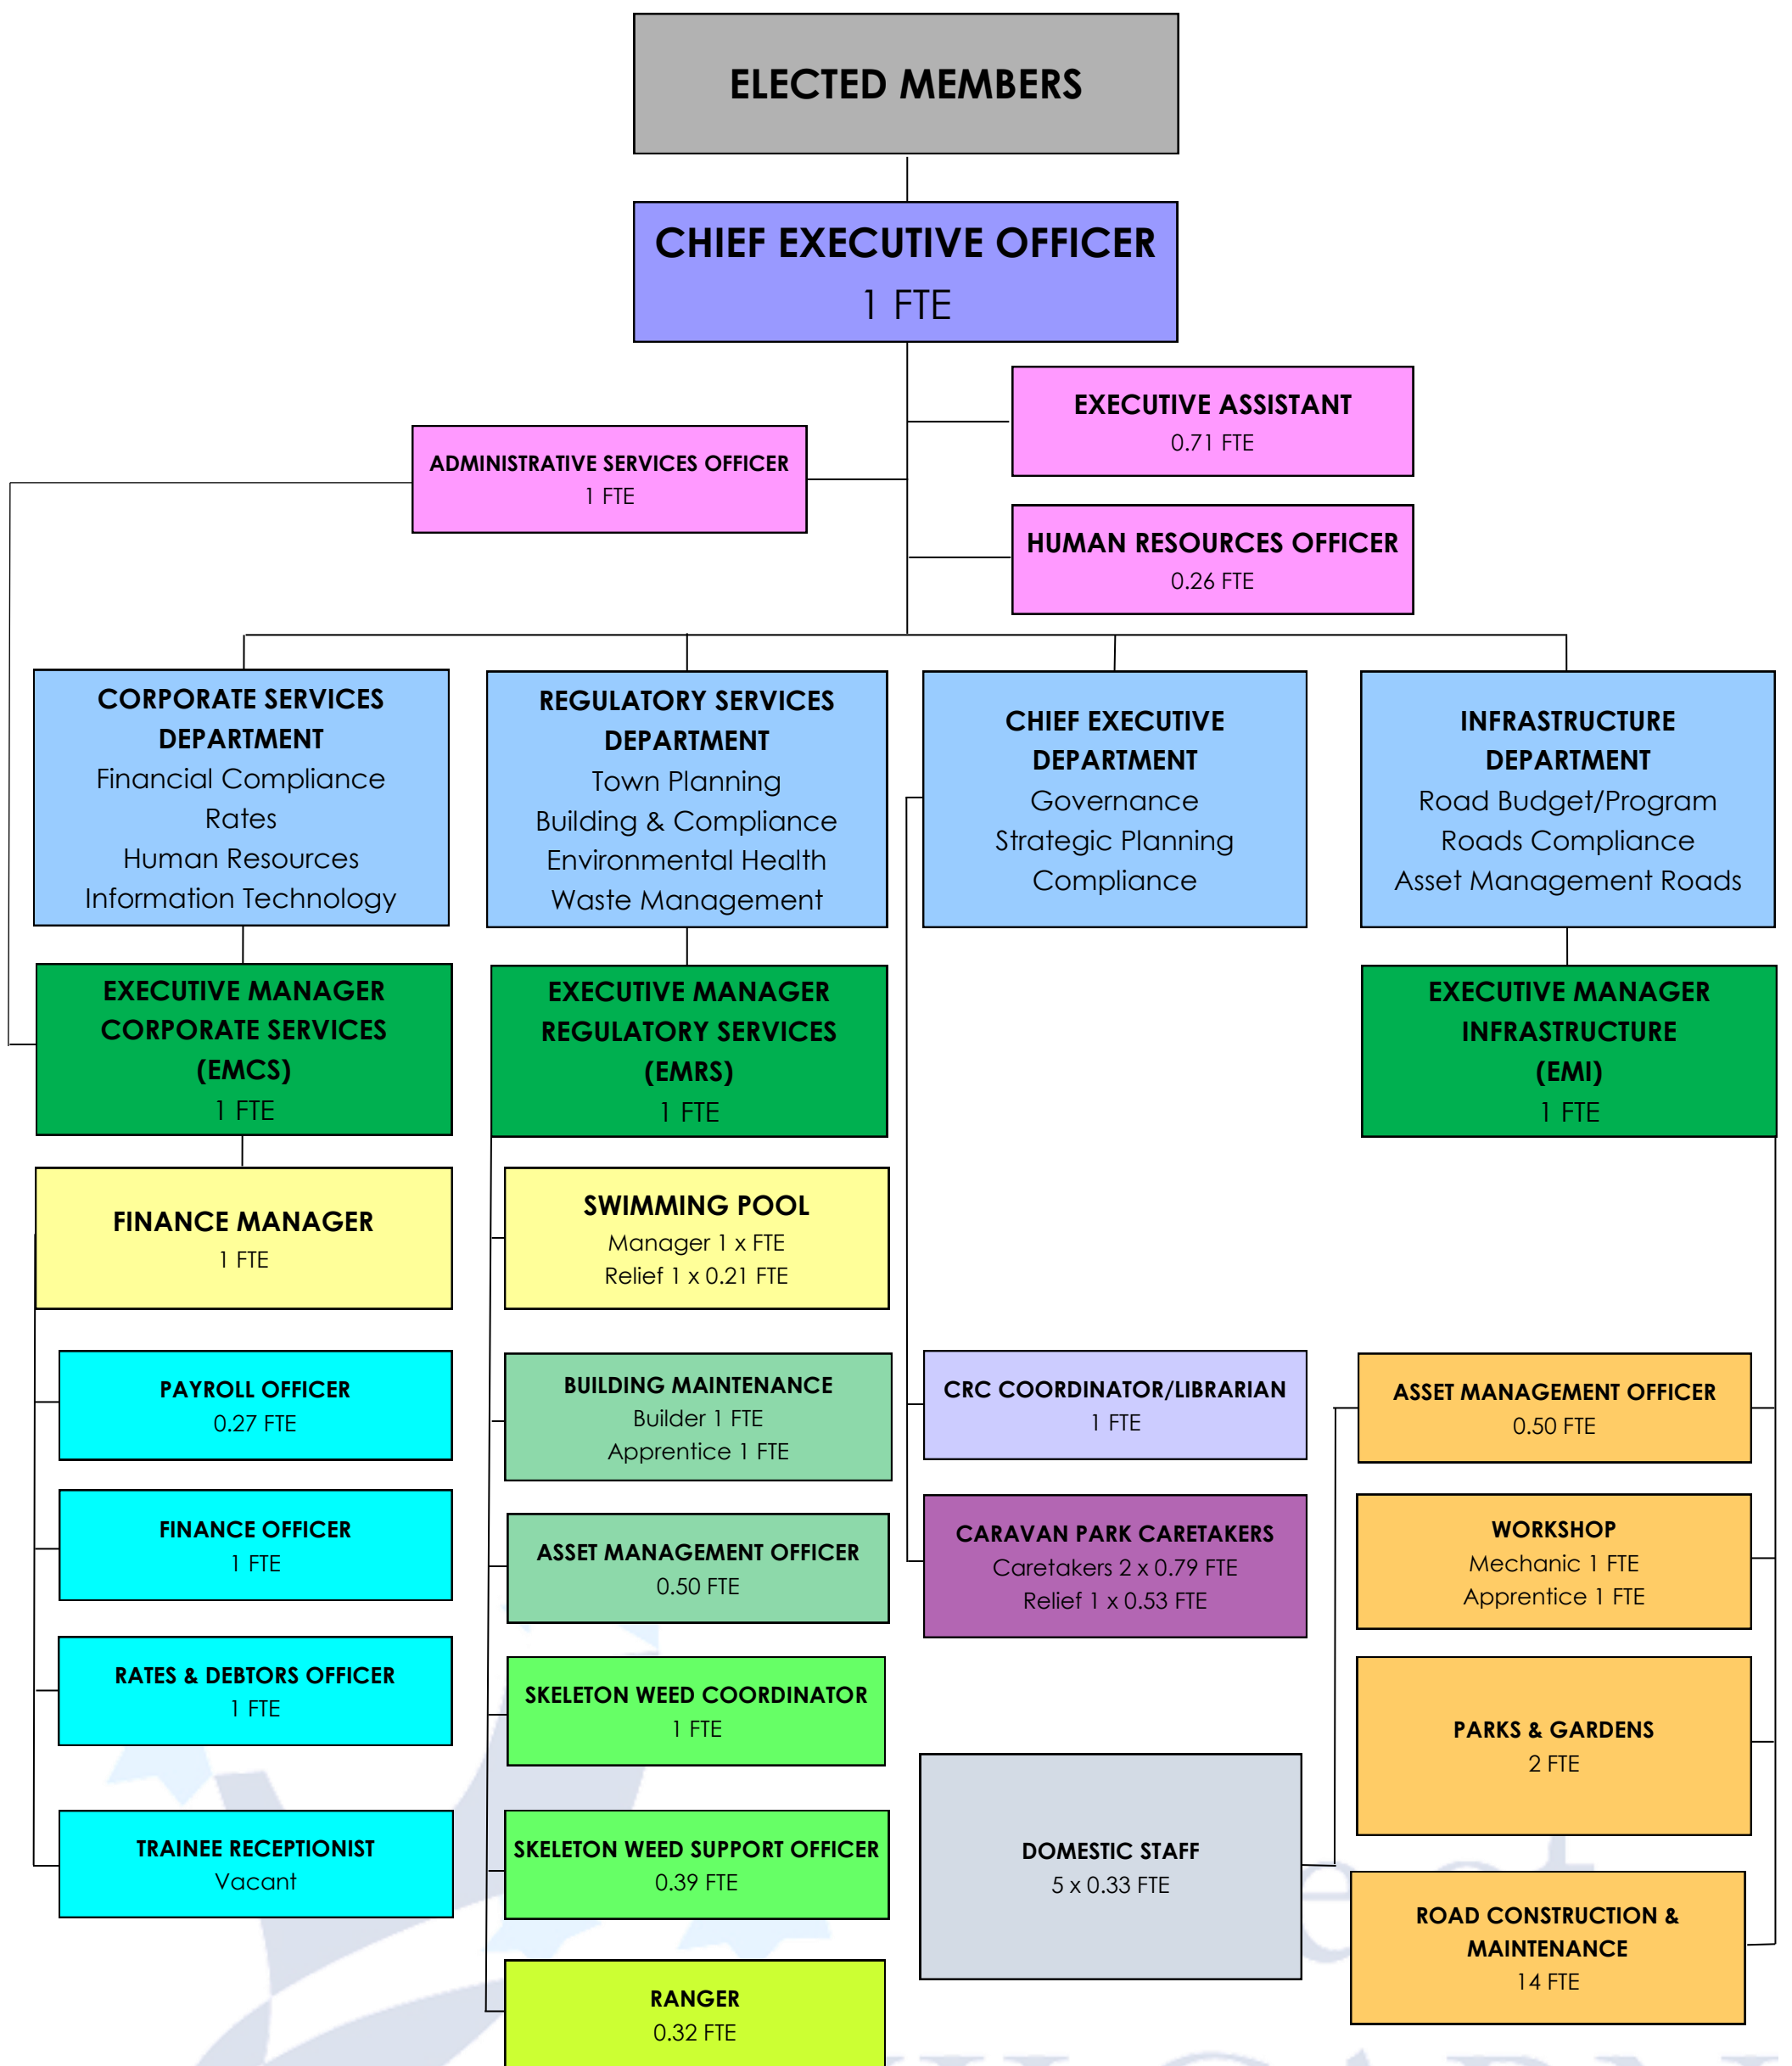 ELECTED MEMBERS
CHIEF EXECUTIVE OFFICER
1 FTE
EXECUTIVE ASSISTANT
0.71 FTE
ADMINISTRATIVE SERVICES OFFICER
1 FTE
HUMAN RESOURCES OFFICER
0.26 FTE
CORPORATE SERVICES
DEPARTMENT
Financial Compliance
Rates
Human Resources
Information Technology
REGULATORY SERVICES
DEPARTMENT
Town Planning
Building & Compliance
Environmental Health
Waste Management
CHIEF EXECUTIVE
DEPARTMENT
Governance
Strategic Planning
Compliance
INFRASTRUCTURE
DEPARTMENT
Road Budget/Program
Roads Compliance
Asset Management Roads
EXECUTIVE MANAGER
CORPORATE SERVICES
(EMCS)
1 FTE
EXECUTIVE MANAGER
REGULATORY SERVICES
(EMRS)
1 FTE
EXECUTIVE MANAGER
INFRASTRUCTURE
(EMI)
1 FTE
FINANCE MANAGER
1 FTE
SWIMMING POOL
Manager 1 x FTE
Relief 1 x 0.21 FTE
PAYROLL OFFICER
0.27 FTE
BUILDING MAINTENANCE
Builder 1 FTE
Apprentice 1 FTE
CRC COORDINATOR/LIBRARIAN
1 FTE
ASSET MANAGEMENT OFFICER
0.50 FTE
FINANCE OFFICER
1 FTE
ASSET MANAGEMENT OFFICER
0.50 FTE
CARAVAN PARK CARETAKERS
Caretakers 2 x 0.79 FTE
Relief 1 x 0.53 FTE
WORKSHOP
Mechanic 1 FTE
Apprentice 1 FTE
RATES & DEBTORS OFFICER
1 FTE
SKELETON WEED COORDINATOR
1 FTE
PARKS & GARDENS
2 FTE
TRAINEE RECEPTIONIST
Vacant
SKELETON WEED SUPPORT OFFICER
0.39 FTE
DOMESTIC STAFF
5 x 0.33 FTE
ROAD CONSTRUCTION &
MAINTENANCE
14 FTE
RANGER
0.32 FTE